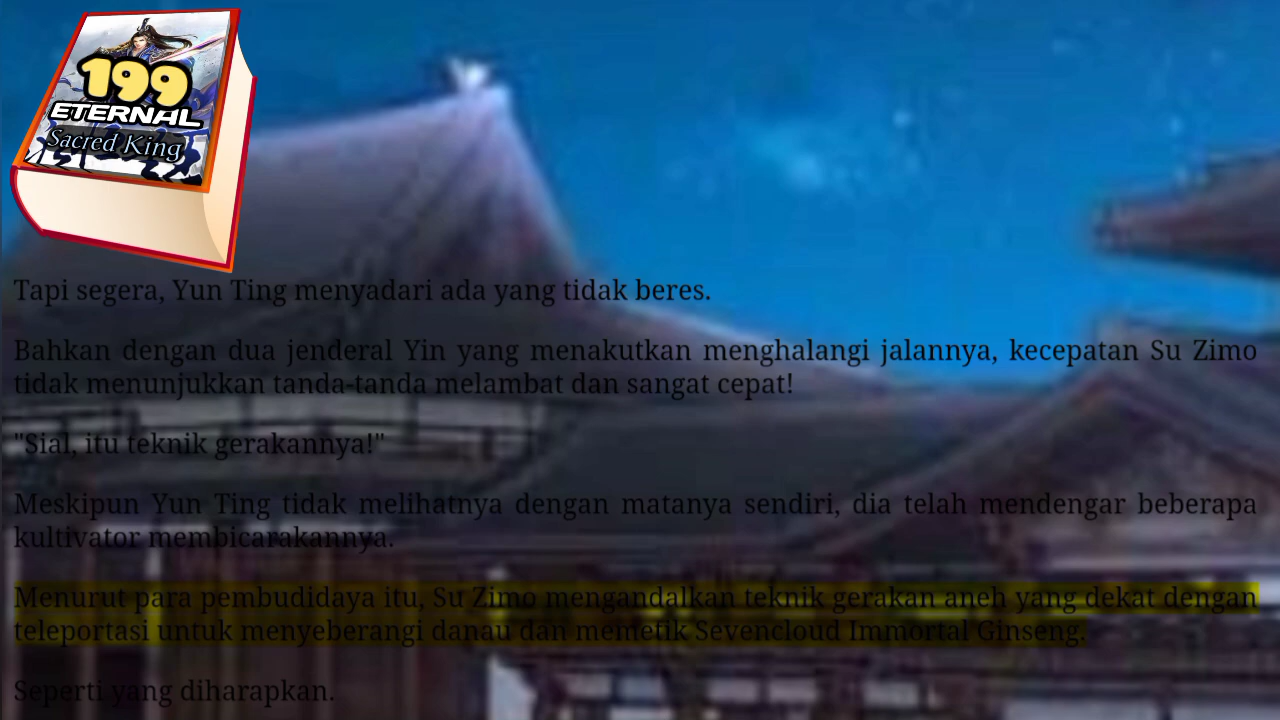 199
ETERNAL
Sacred King
Tapi segera, Yun Ting menyadari ada yang tidak beres.
Bahkan dengan dua jenderal Yin yang menakutkan menghalangi jalannya, kecepatan Su Zimo
tidak menunjukkan tanda-tanda melambat dan sangat cepat!
"Sial, itu teknik gerakannya!"
Meskipun Yun Ting tidak melihatnya dengan matanya sendiri, dia telah mendengar beberapa
kultivator membicarakannya.
Menurut para pembudidaya itu, Su Zimo mengandalkan teknik gerakan aneh yang dekat dengan
teleportasi untuk menyeberangi danau dan memetik Sevencloud Immortal Ginseng.
Seperti yang diharapkan.